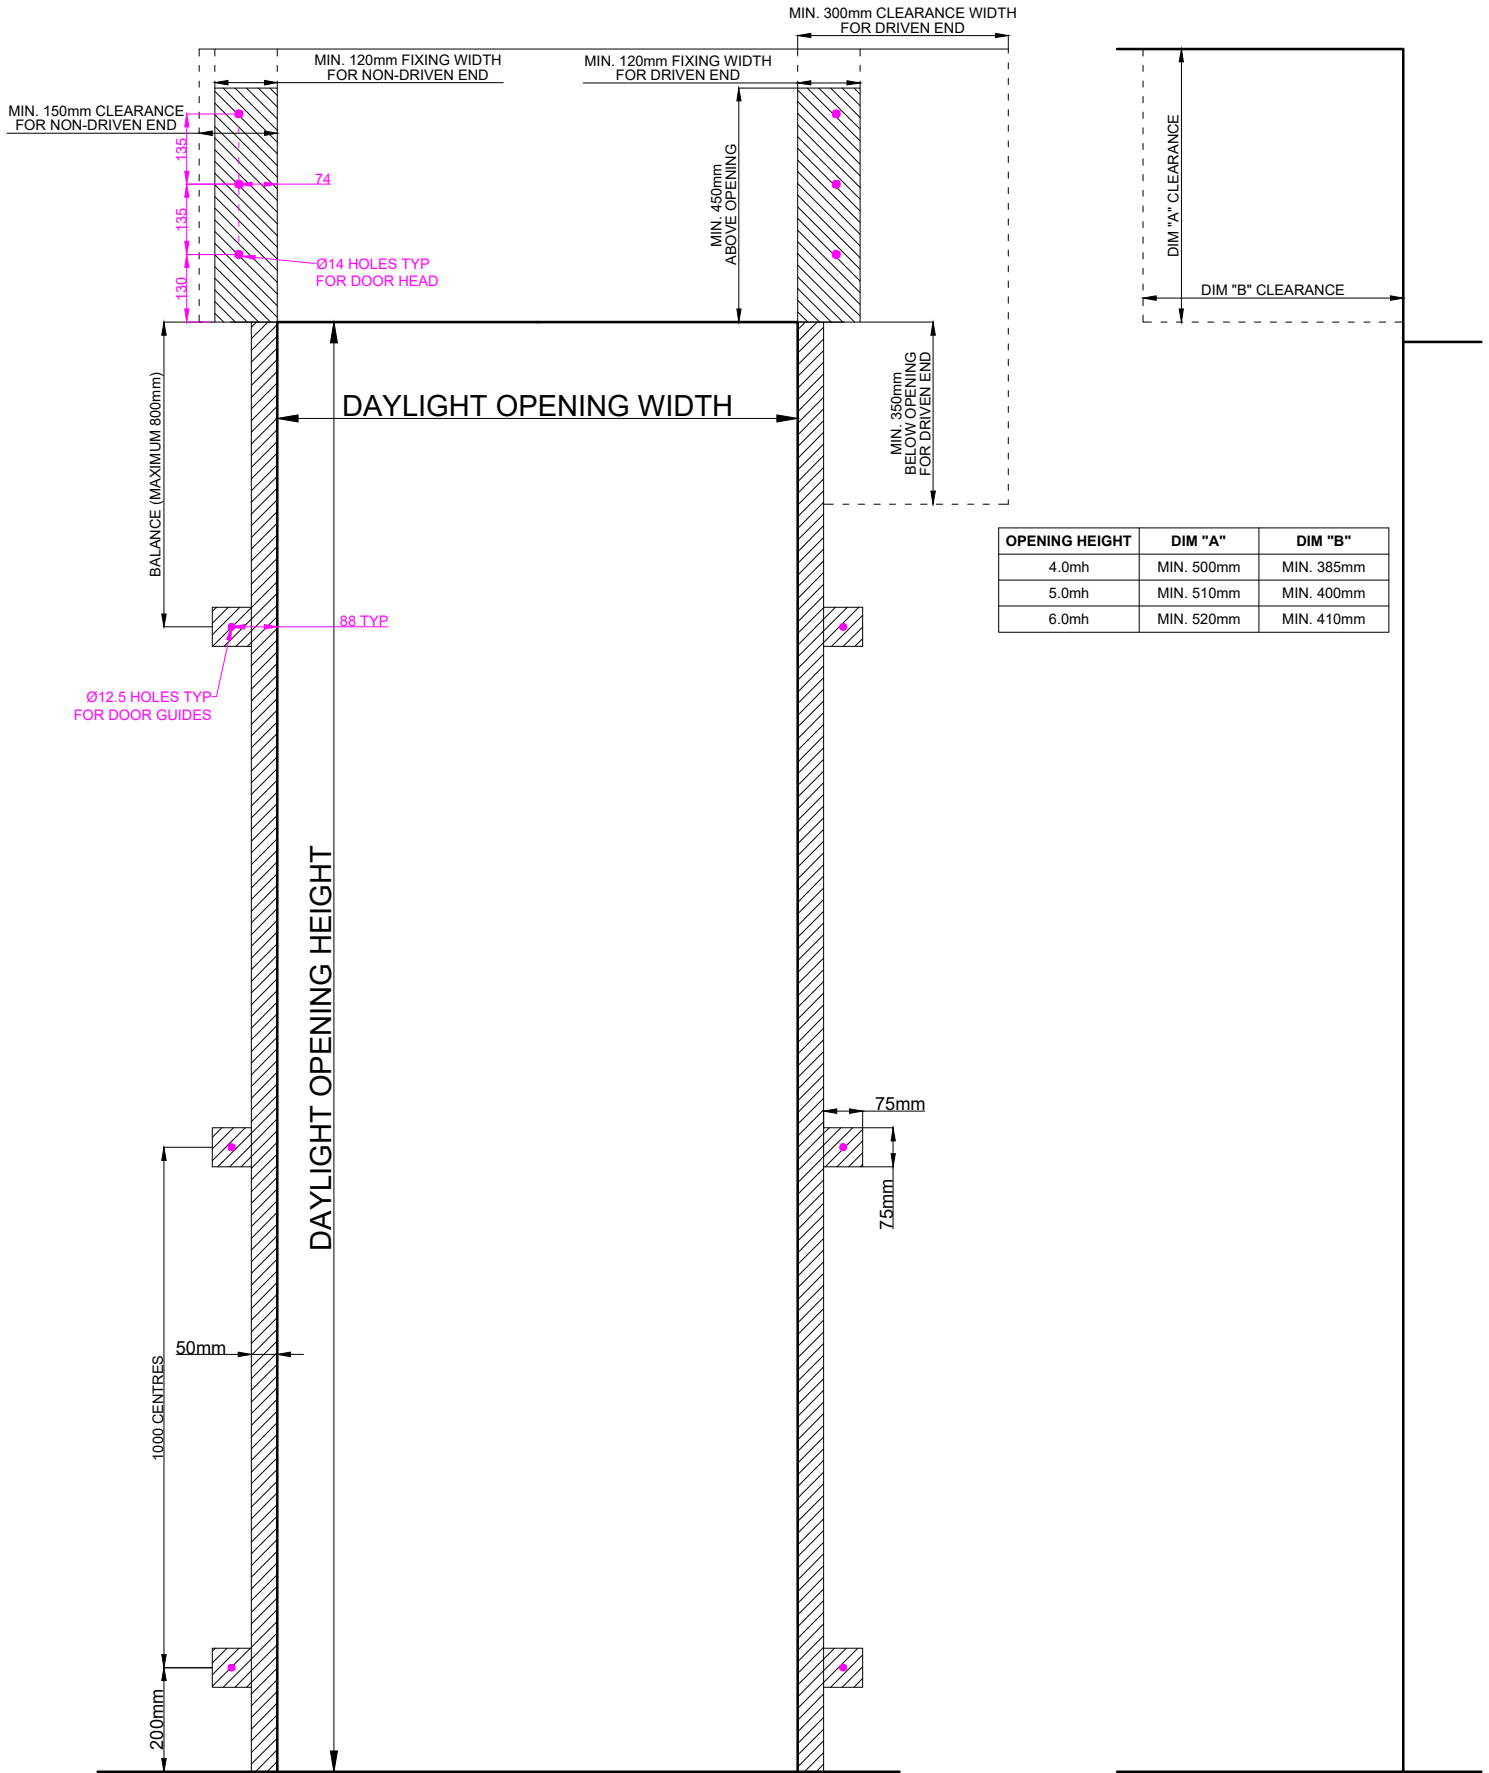 MIN. 300mm CLEARANCE WIDTH
FOR DRIVEN END
MIN. 120mm FIXING WIDTH
FOR NON-DRIVEN END
MIN. 120mm FIXING WIDTH
FOR DRIVEN END
MIN. 150mm CLEARANCE
FOR NON-DRIVEN END
135
74
135
130
Ø14 HOLES TYP
FOR DOOR HEAD
MIN. 450mm
ABOVE OPENING
DIM "A" CLEARANCE
DIM "B" CLEARANCE
DAYLIGHT OPENING WIDTH
BALANCE (MAXIMUM 800mm)
MIN. 350mm
BELOW OPENING
FOR DRIVEN END
OPENING HEIGHT DIM "A" DIM "B"
4.0mh MIN. 500mm MIN. 385mm
5.0mh MIN. 510mm MIN. 400mm
6.0mh MIN. 520mm MIN. 410mm
88 TYP
Ø12.5 HOLES TYP
FOR DOOR GUIDES
DAYLIGHT OPENING HEIGHT
75mm
75mm
50mm
1000 CENTRES
200mm